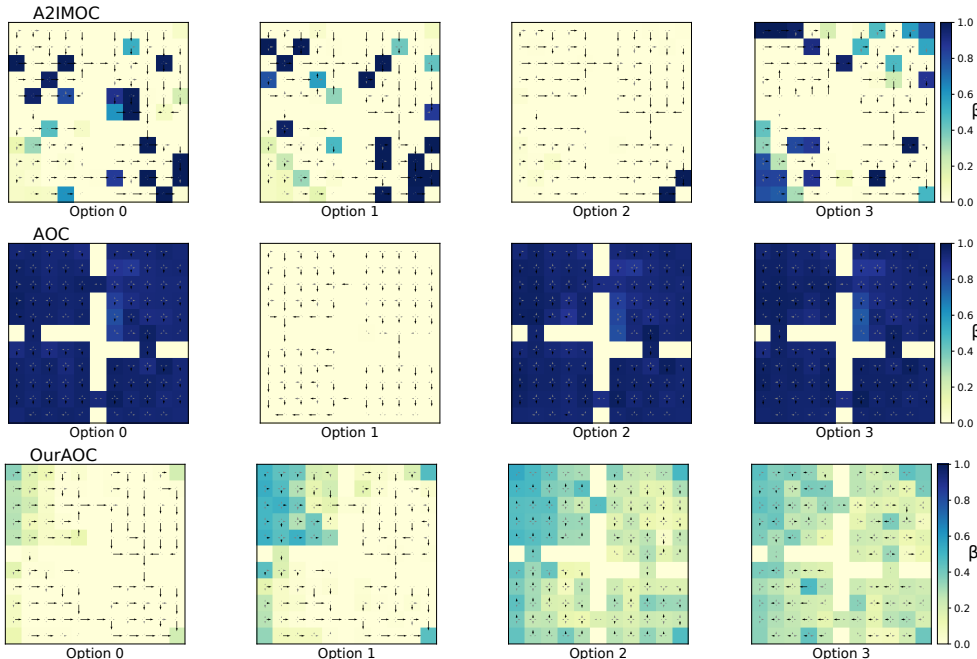 A2IMOC
Option 0
Option 1
Option 2
Option 3
1.0
0.8
0.6
0.4
0.2
0.0
β
AOC
Option 0
Option 1
Option 2
Option 3
1.0
0.8
0.6
0.4
0.2
0.0
β
OurAOC
Option 0
Option 1
Option 2
Option 3
1.0
0.8
0.6
0.4
0.2
0.0
β